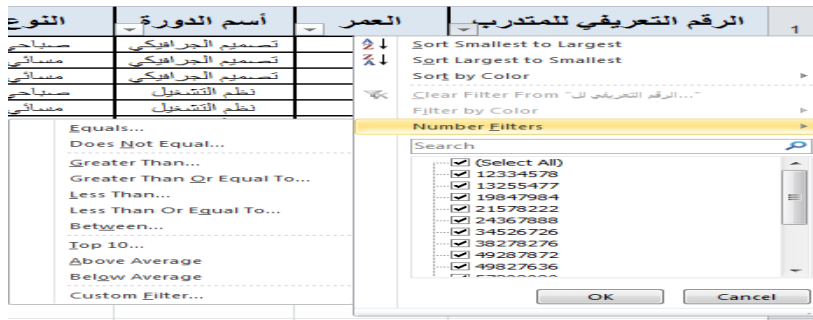 1 الرقم التعريفي للمتدرب العمر أسم الدورة النوع
تصميم الجرافيكي صباحي
تصميم الجرافيكي مسائي
تصميم الجرافيكي مسائي
نظم التشغيل صباحي
نظم التشغيل مسائي
Sort Smallest to Largest
Sort Largest to Smallest
Sort by Color
Clear Filter From "الرقم التعريفي لل..."
Filter by Color
Number Filters
Search
(Select All)
12334578
13255477
19847984
21578222
24367888
34526726
38278276
49287872
49827636
OK Cancel
Equals...
Does Not Equal...
Greater Than...
Greater Than Or Equal To...
Less Than...
Less Than Or Equal To...
Between...
Top 10...
Above Average
Below Average
Custom Filter...